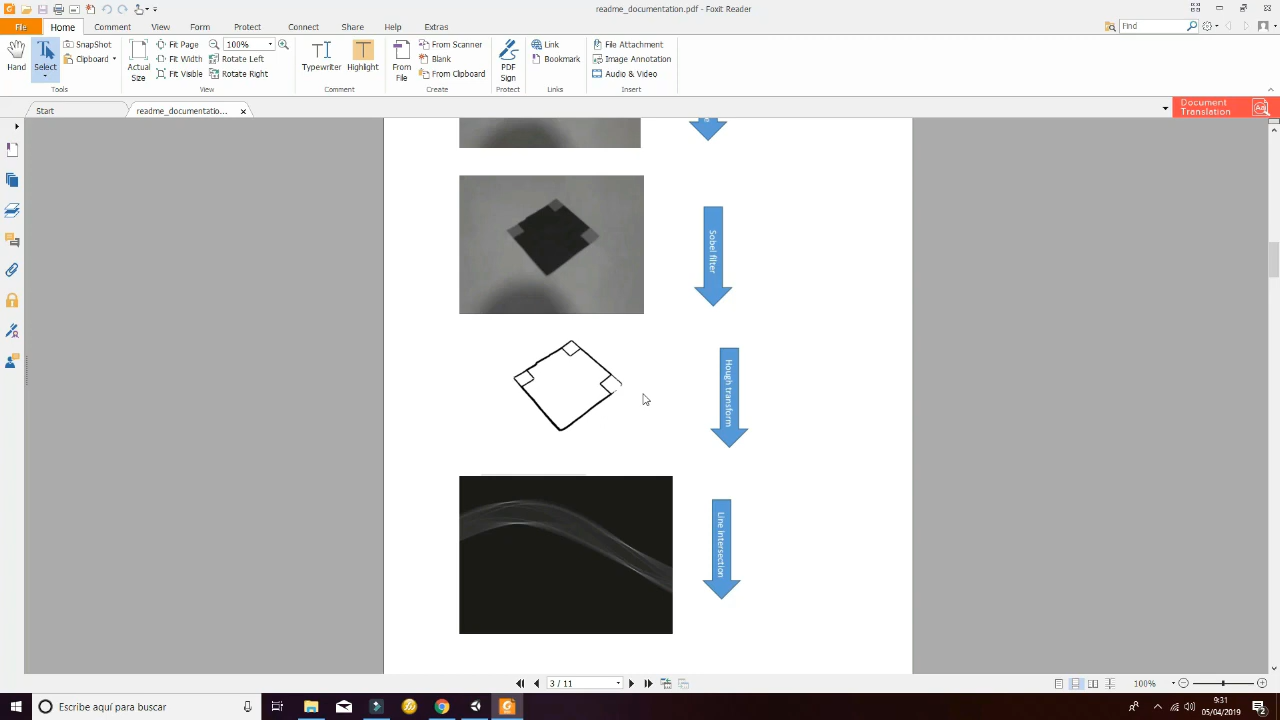 readme_documentation.pdf - Foxit Reader
File Home Comment View Form Protect Connect Share Help Extras
Find
Hand
Select
SnapShot
Clipboard
Tools
Actual Size
Fit Page
Fit Width
Fit Visible
100%
Rotate Left
Rotate Right
View
Typewriter
Highlight
Comment
From File
From Scanner
Blank
From Clipboard
Create
PDF Sign
Protect
Link
Bookmark
Links
File Attachment
Image Annotation
Audio & Video
Insert
Start
readme_documentatio...
Document Translation
Sobel filter
Hough transform
Line intersection
3 / 11
100%
Escribe aquí para buscar
9:31
05/04/2019